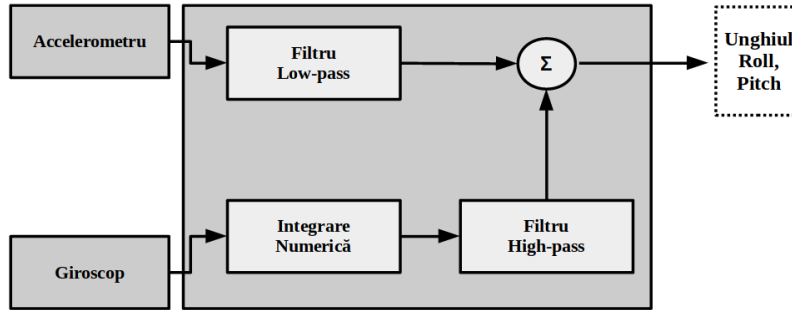 Accelerometru
Filtru
Low-pass
Σ
Unghiul
Roll,
Pitch
Giroscop
Integrare
Numerică
Filtru
High-pass